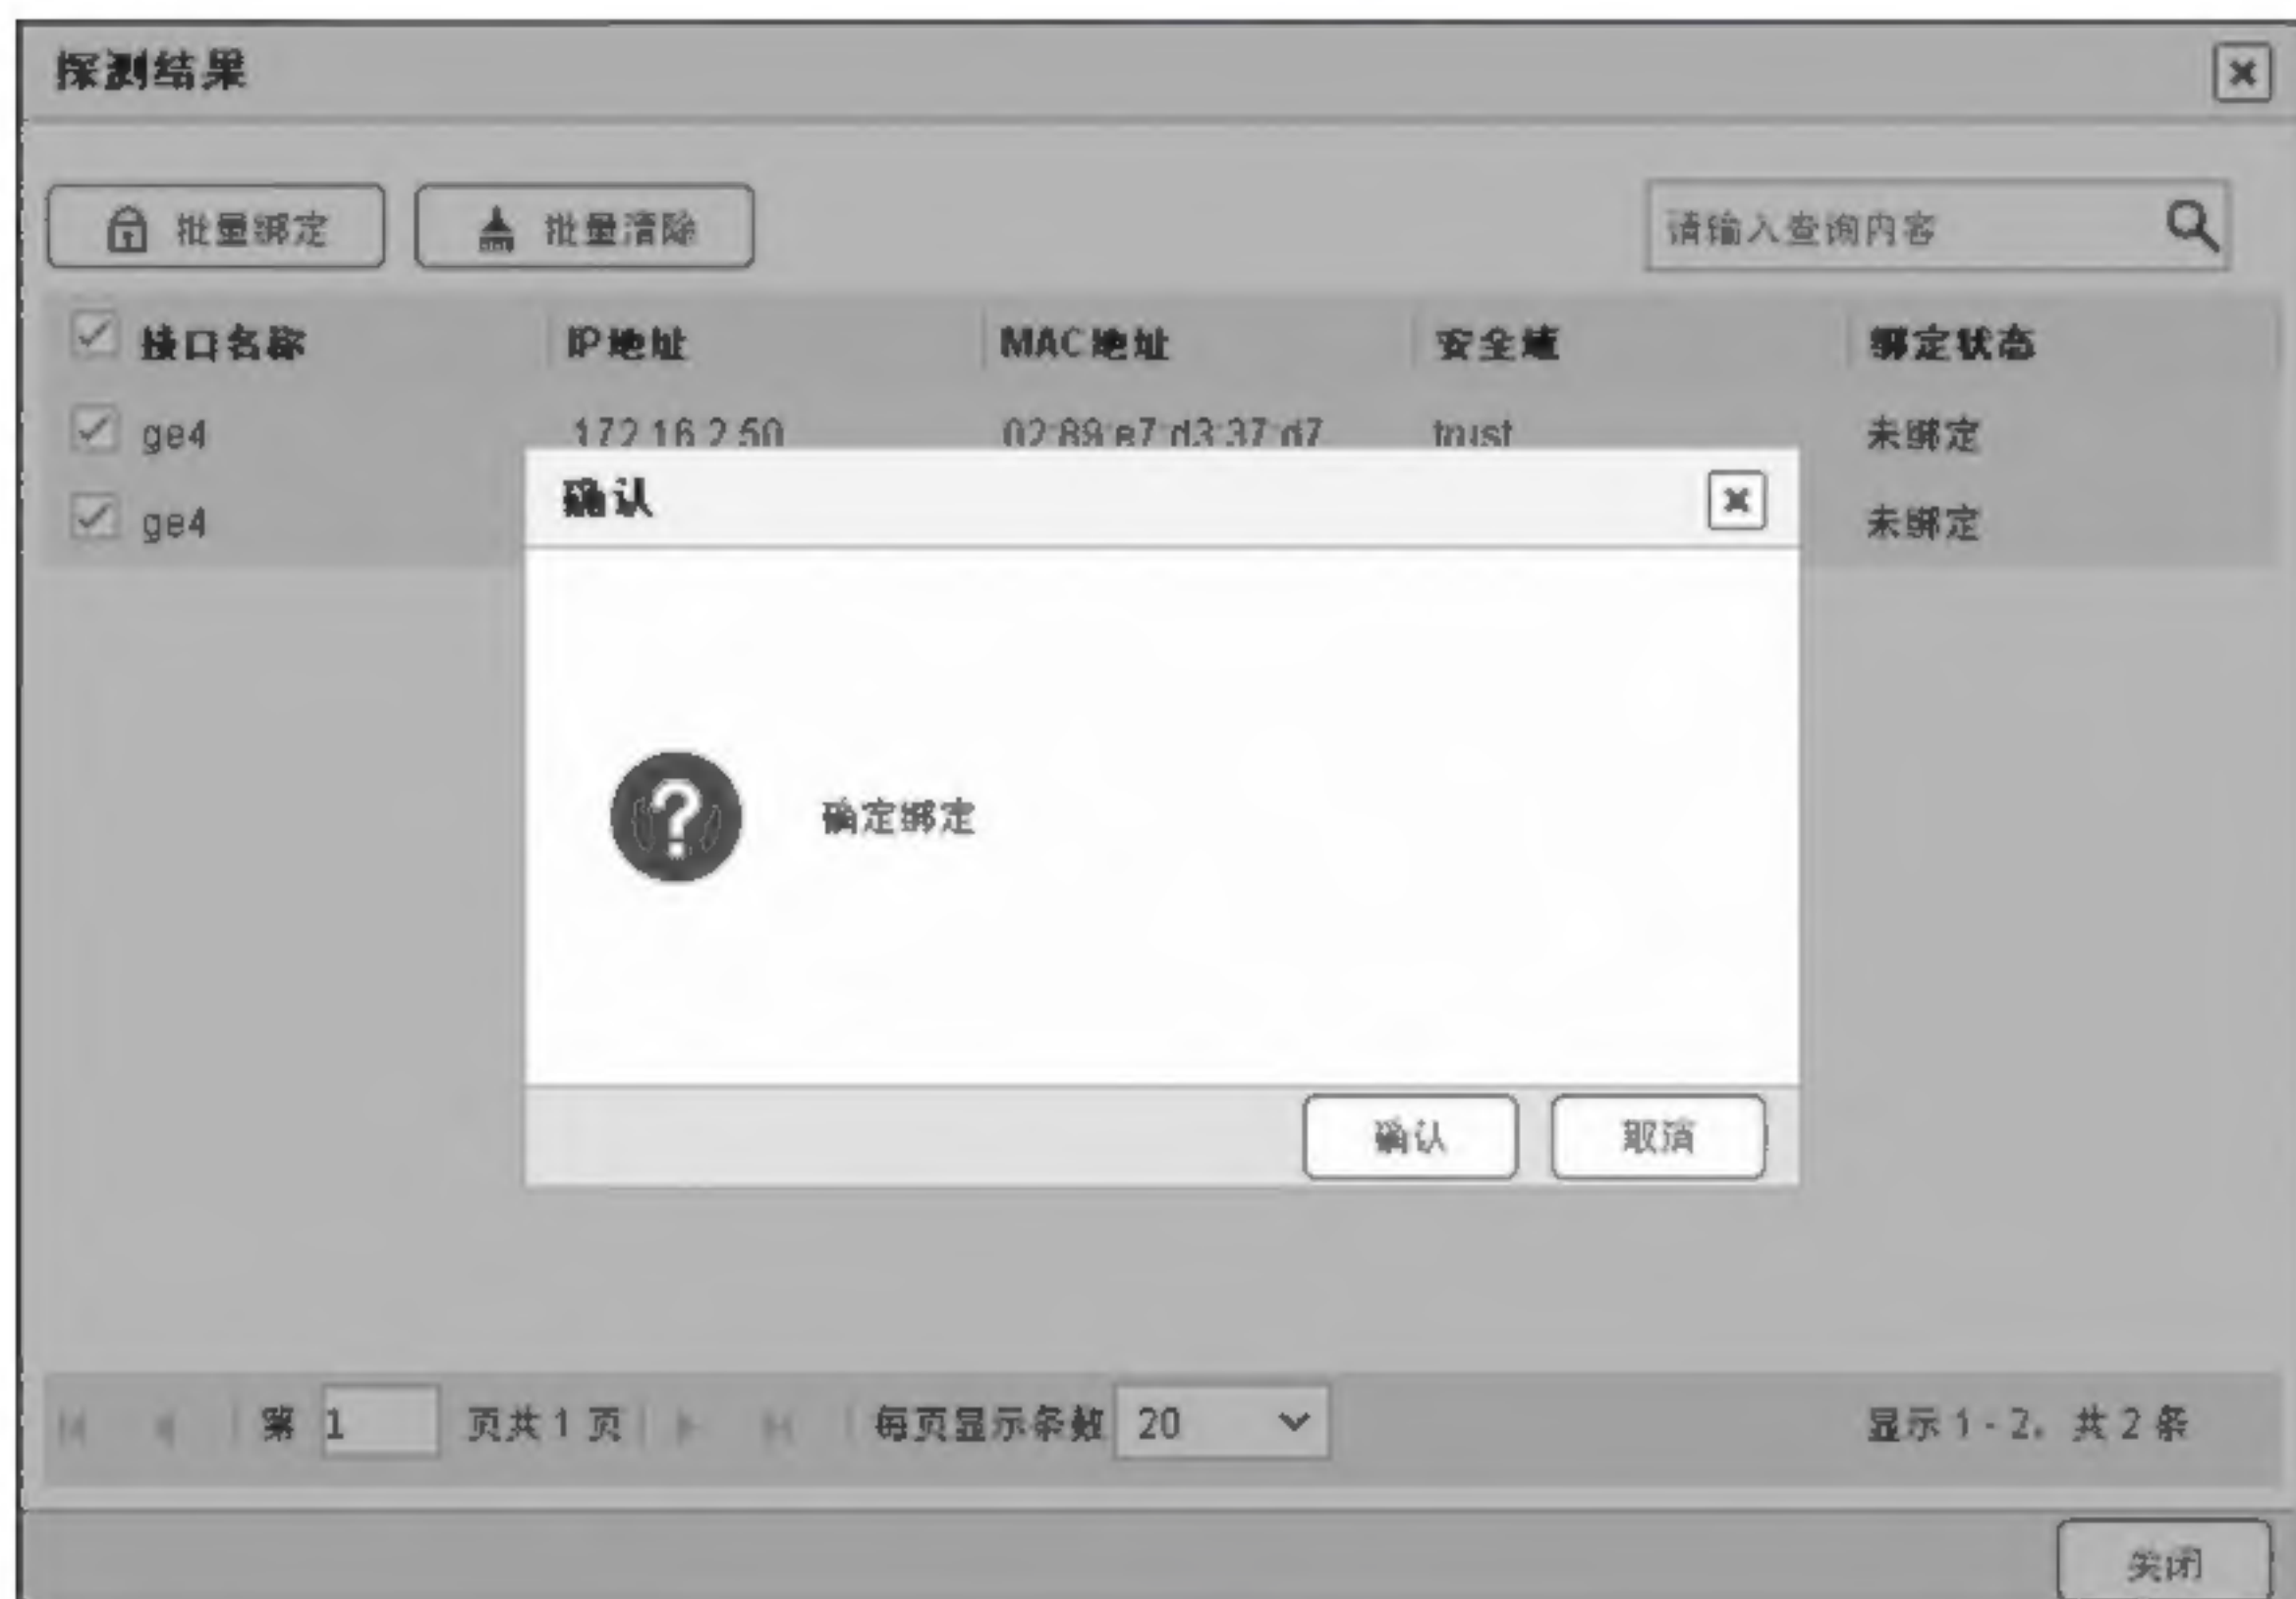 探测结果
批量绑定 批量清除 请输入查询内容
接口名称 IP地址 MAC地址 安全域 绑定状态
ge4 172.16.2.50 02:89:e7:d3:37:d7 trust 未绑定
ge4 未绑定
确认
确定绑定
确认 取消
第 1 页共 1 页 每页显示条数 20 显示 1 - 2, 共 2 条
关闭